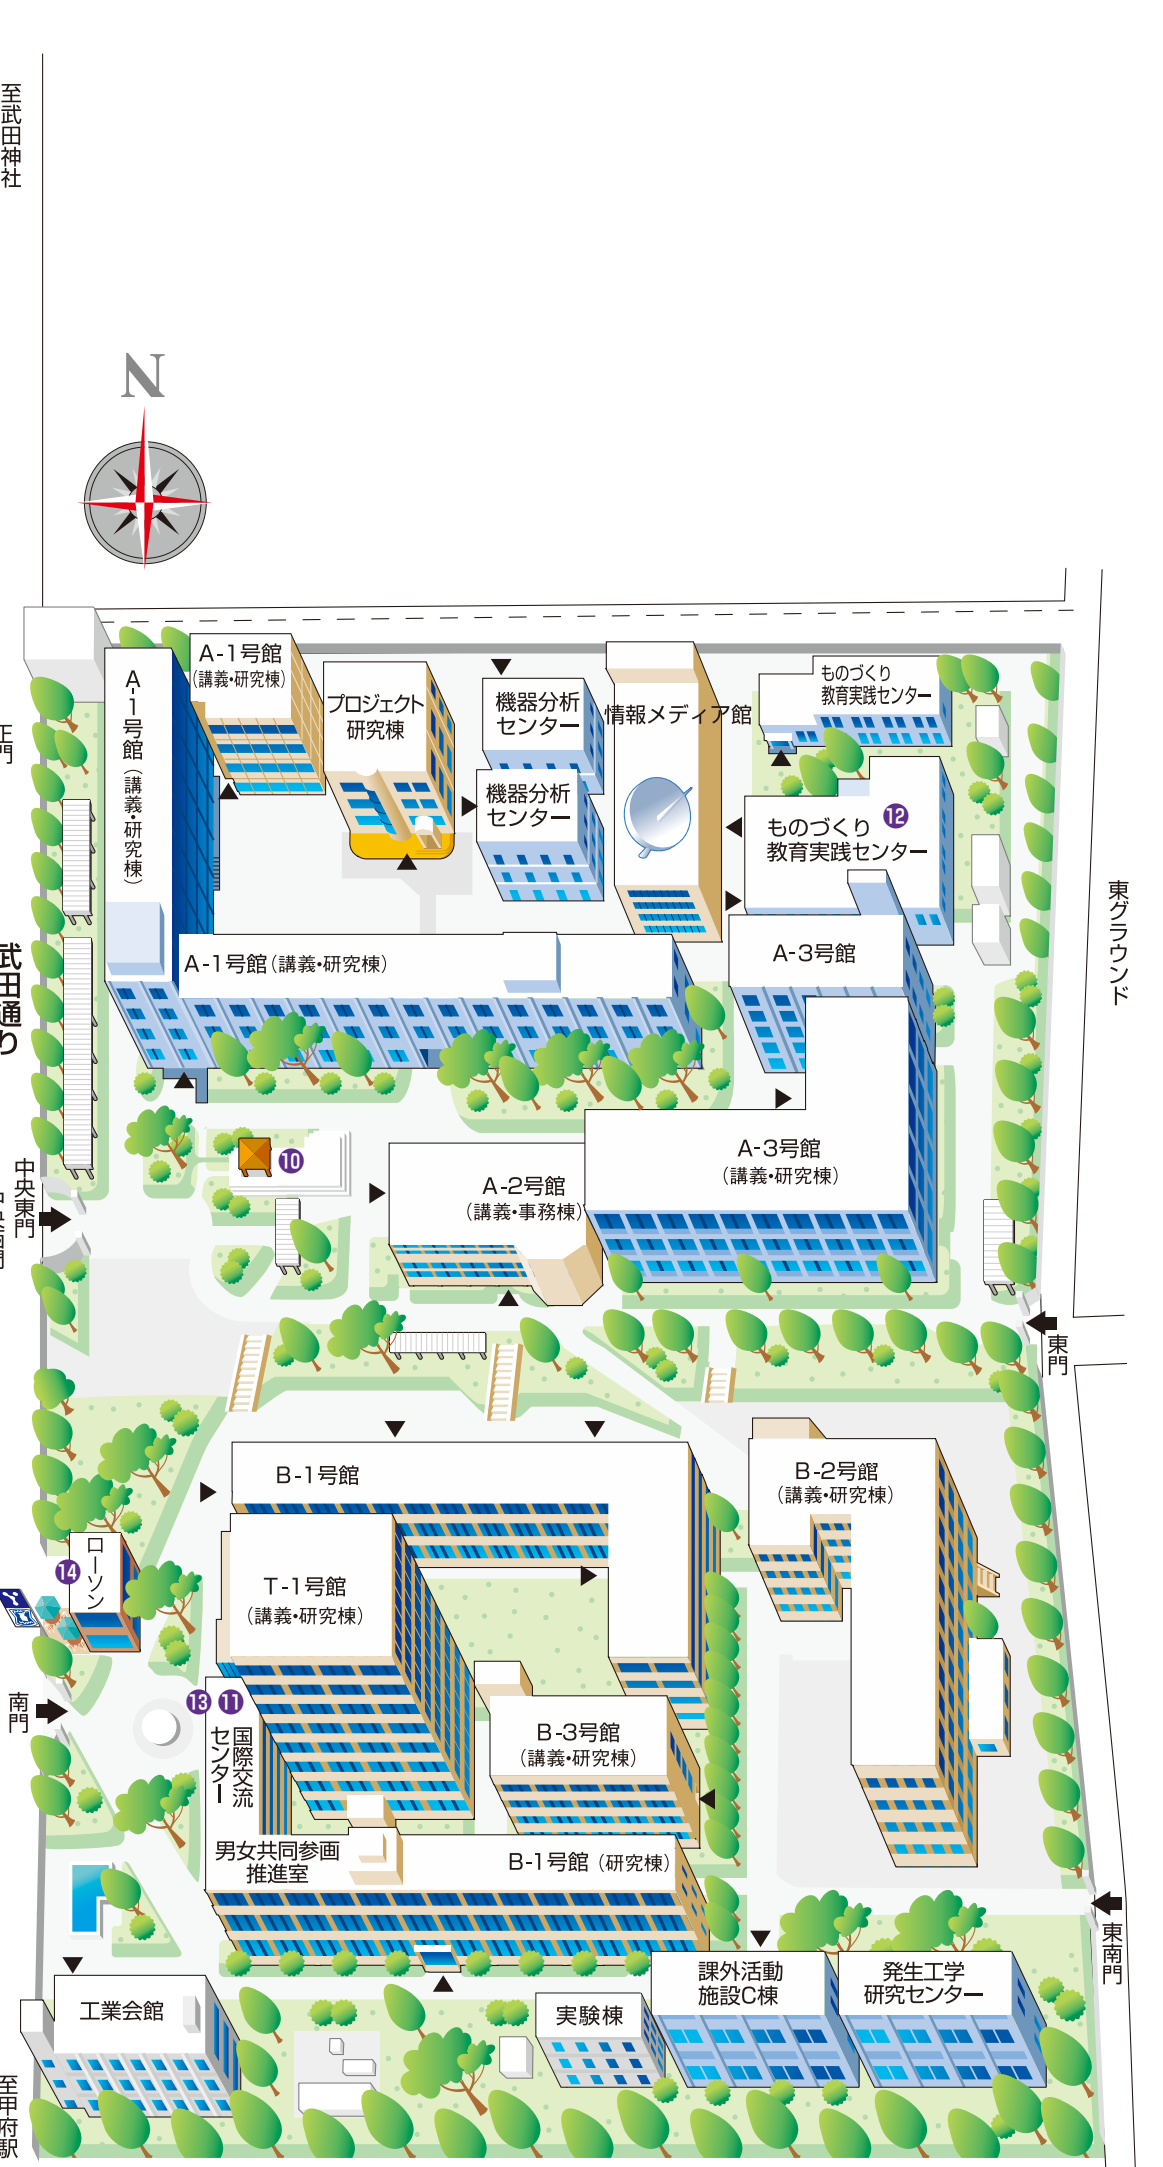 至武田神社
N
A-1号館(講義・研究棟)
A-1号館
(講義・研究棟)
プロジェクト
研究棟
機器分析
センター
機器分析
センター
情報メディア館
ものづくり
教育実践センター
ものづくり
教育実践センター
⑫
正門
東グラウンド
武田通り
A-1号館(講義・研究棟)
A-3号館
A-3号館
(講義・研究棟)
A-2号館
(講義・事務棟)
⑩
中央東門
東門
B-1号館
B-2号館
(講義・研究棟)
ローソン
⑭
T-1号館
(講義・研究棟)
南門
⑬
⑪
国際交流
センター
B-3号館
(講義・研究棟)
男女共同参画
推進室
B-1号館(研究棟)
東南門
工業会館
実験棟
課外活動
施設C棟
発生工学
研究センター
至甲府駅